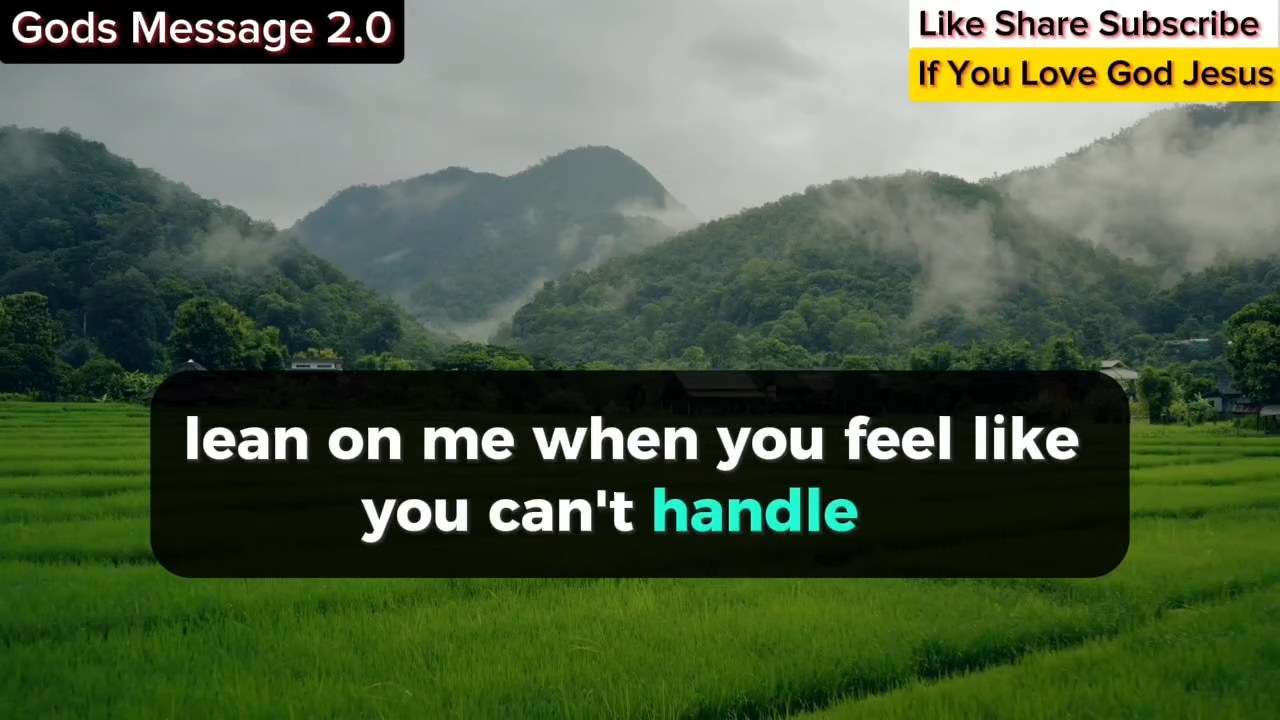 Gods Message 2.0
Like Share Subscribe
If You Love God Jesus
lean on me when you feel like
you can't handle